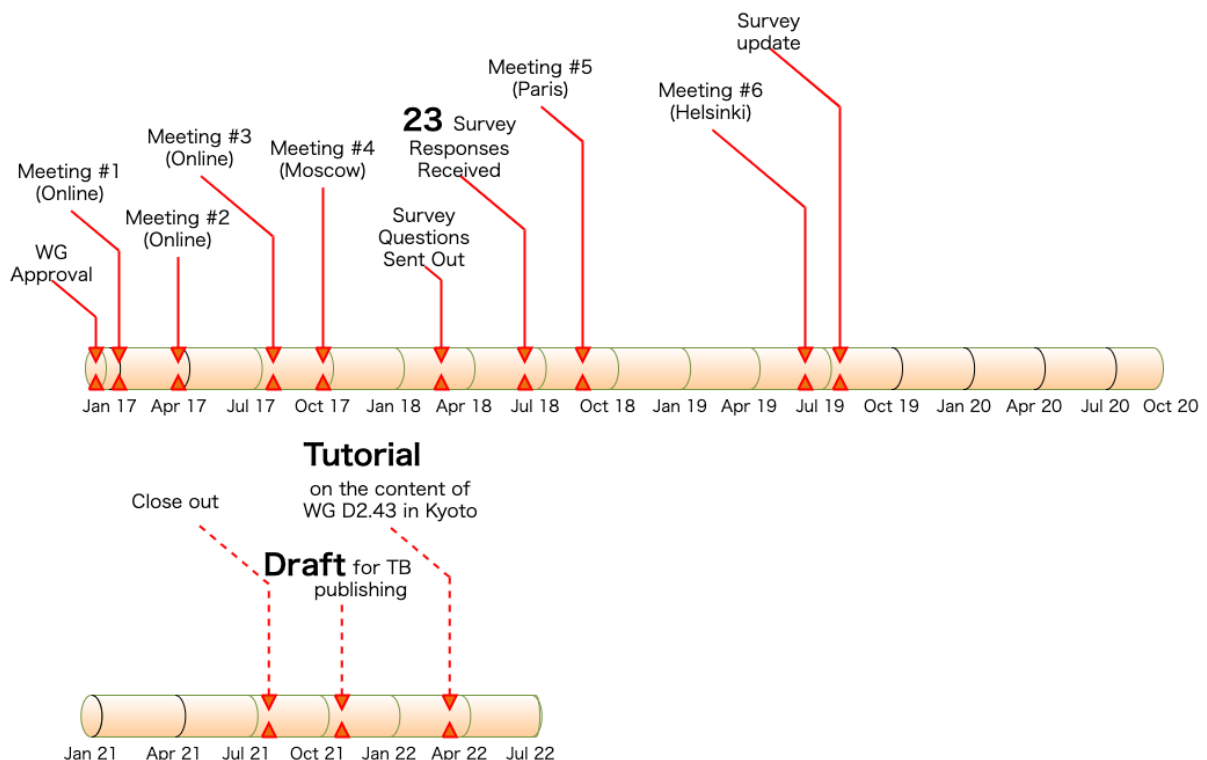 Survey
update
Meeting #5
(Paris)
Meeting #6
(Helsinki)
23 Survey
Responses
Received
Meeting #3
(Online)
Meeting #4
(Moscow)
Meeting #1
(Online)
Meeting #2
(Online)
Survey
Questions
Sent Out
WG
Approval
Jan 17 Apr 17 Jul 17 Oct 17 Jan 18 Apr 18 Jul 18 Oct 18 Jan 19 Apr 19 Jul 19 Oct 19 Jan 20 Apr 20 Jul 20 Oct 20
Tutorial
on the content of
WG D2.43 in Kyoto
Close out
Draft for TB
publishing
Jan 21 Apr 21 Jul 21 Oct 21 Jan 22 Apr 22 Jul 22